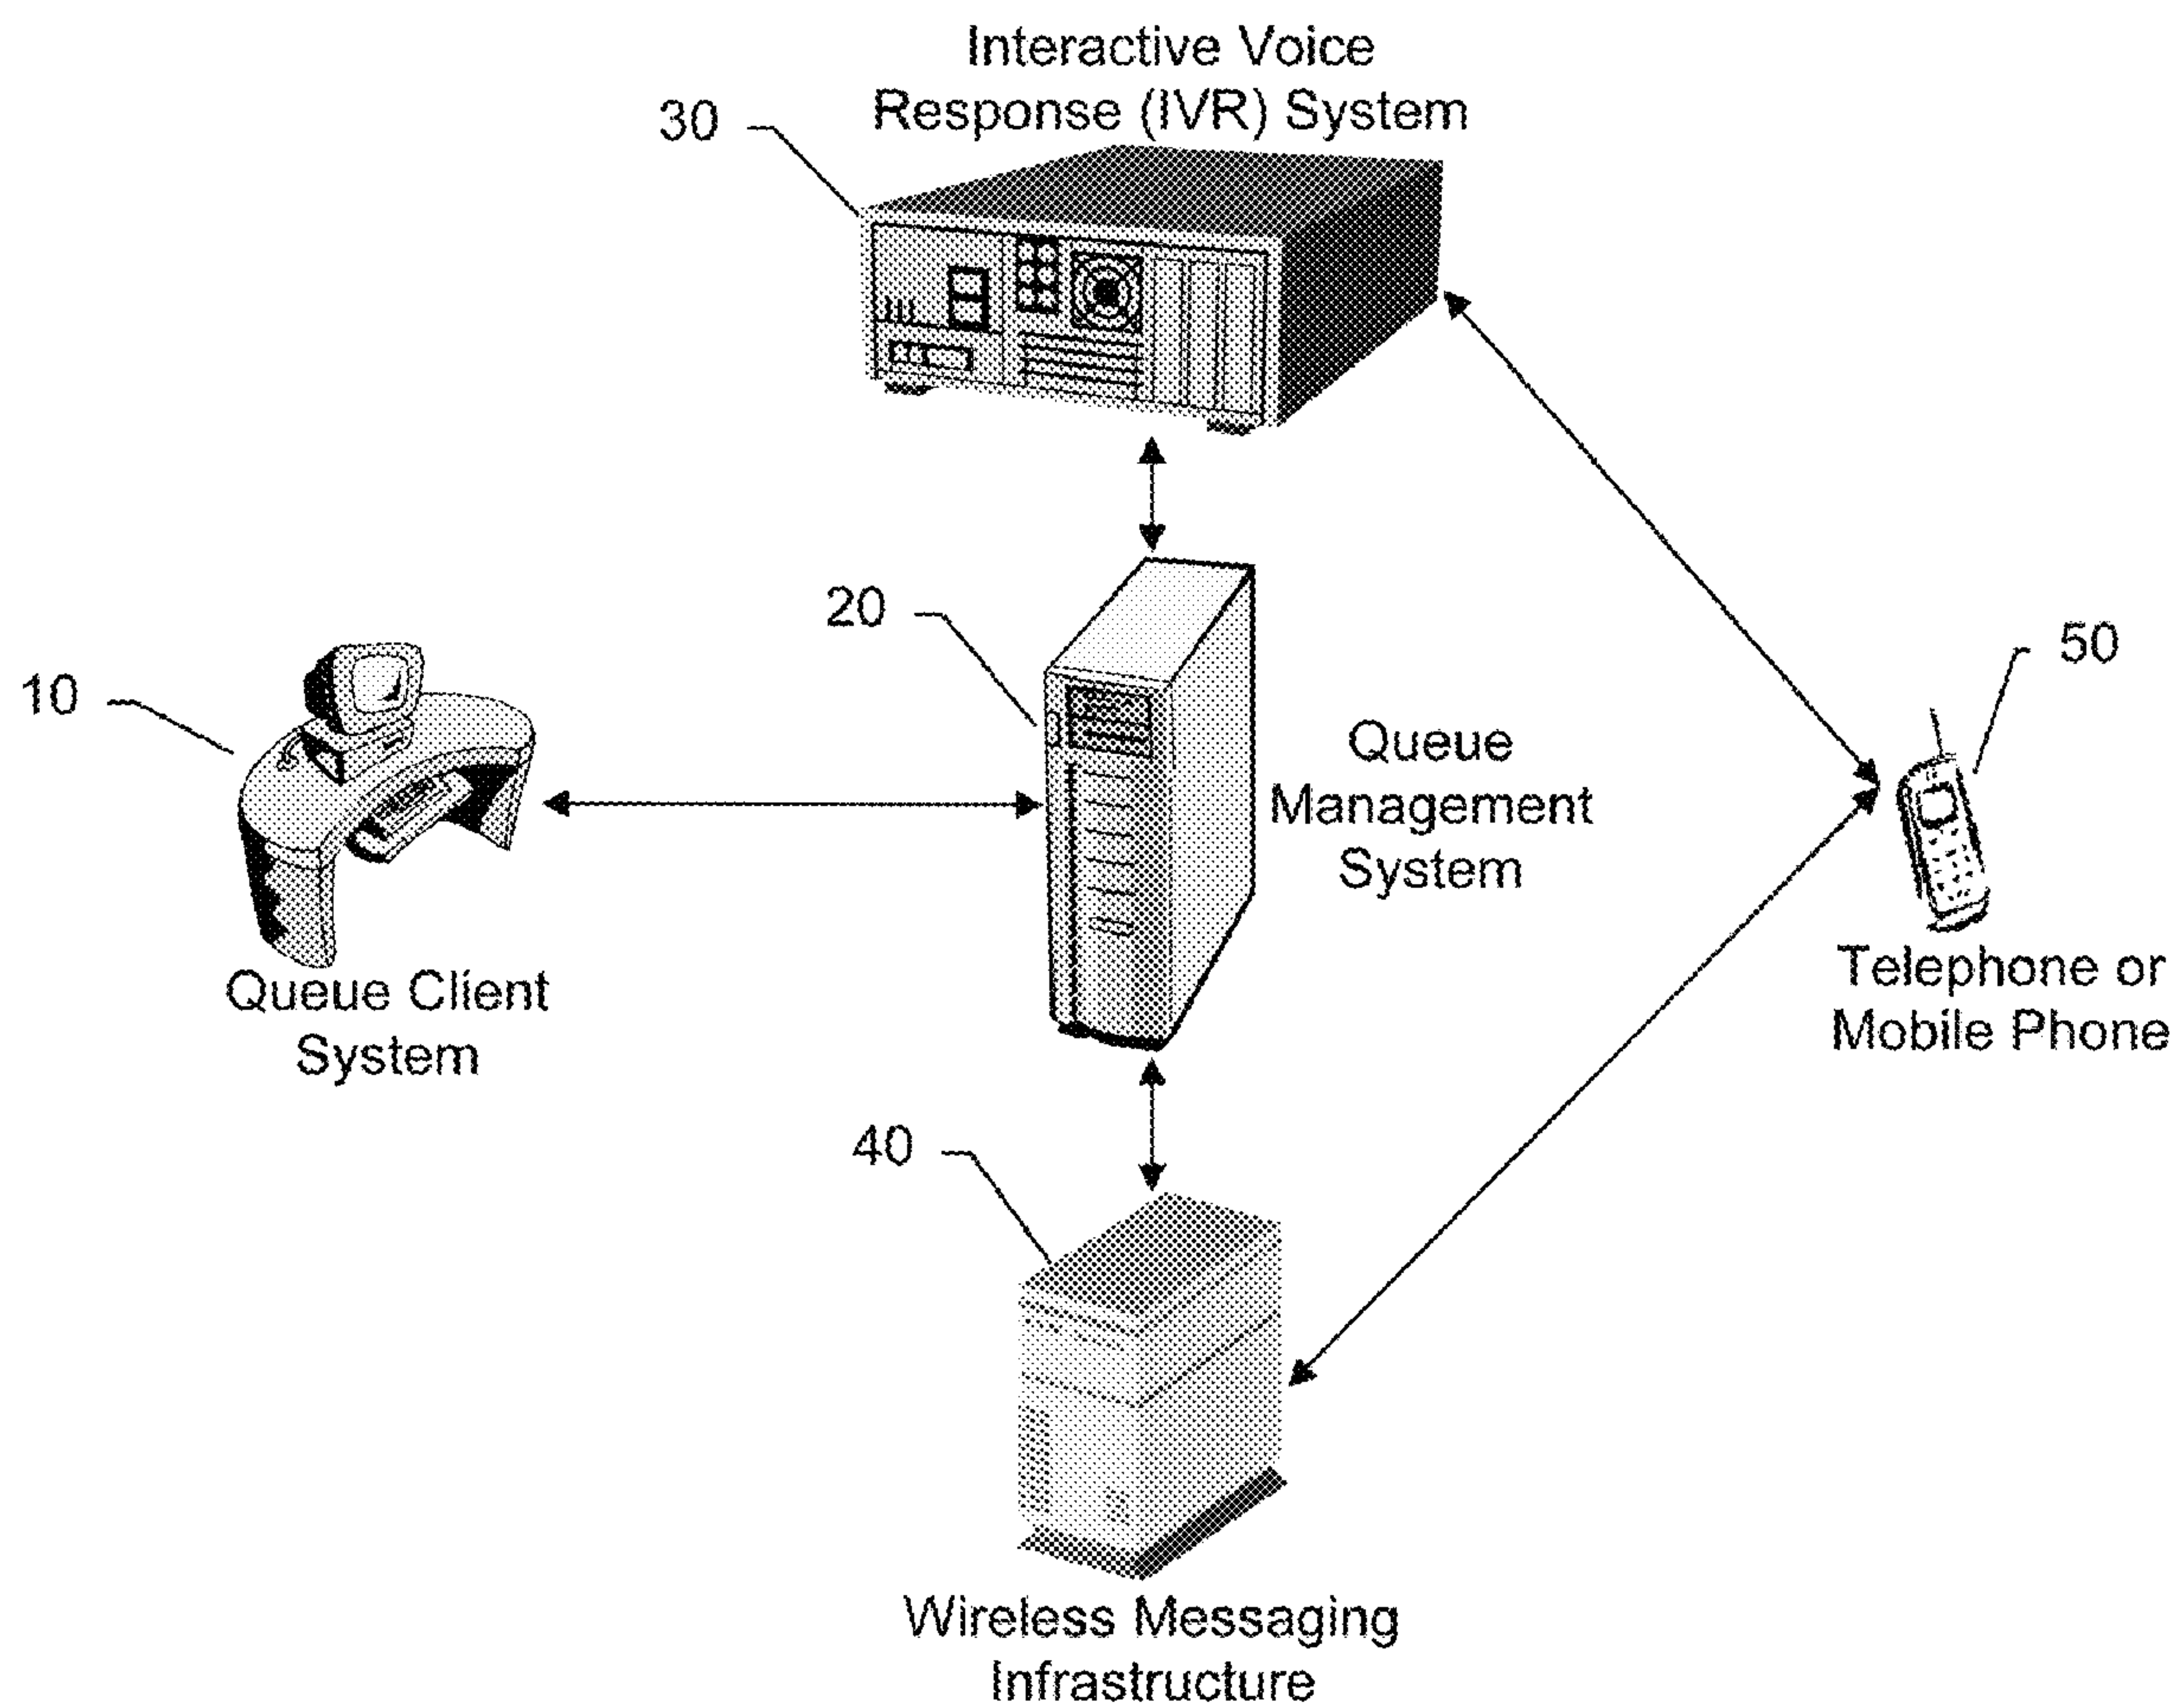 Interactive Voice
Response (IVR) System
30
20
50
10
Queue
Management
System
Telephone or
Mobile Phone
Queue Client
System
40
Wireless Messaging
Infrastructure